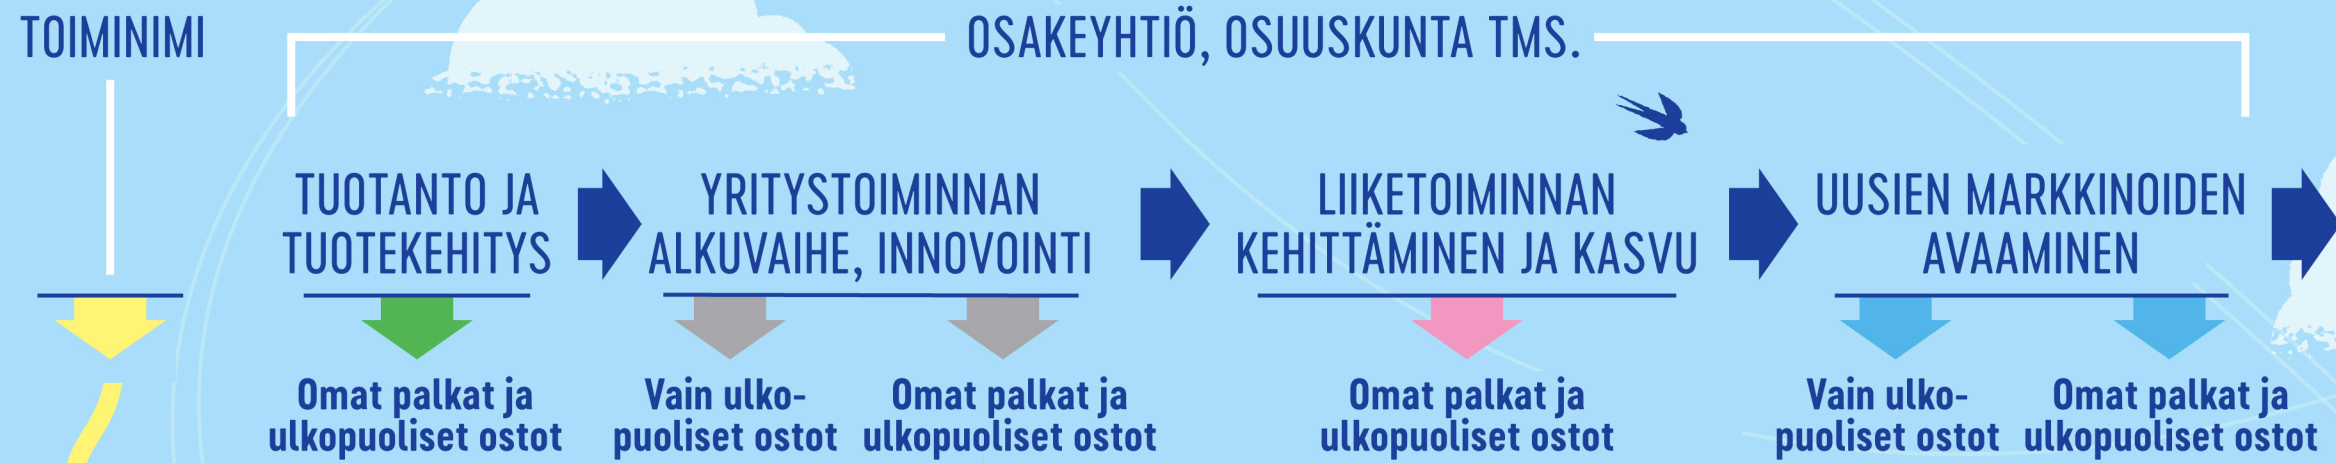 TOIMINIMI
OSAKEYHTIÖ, OSUUSKUNTA TMS.
TUOTANTO JA
TUOTEKEHITYS
YRITYSTOIMINNAN
ALKUVAIHE, INNOVOINTI
LIIKETOIMINNAN
KEHITTÄMINEN JA KASVU
UUSIEN MARKKINOIDEN
AVAAMINEN
Omat palkat ja
ulkopuoliset ostot
Vain ulko-
puoliset ostot
Omat palkat ja
ulkopuoliset ostot
Omat palkat ja
ulkopuoliset ostot
Vain ulko-
puoliset ostot
Omat palkat ja
ulkopuoliset ostot